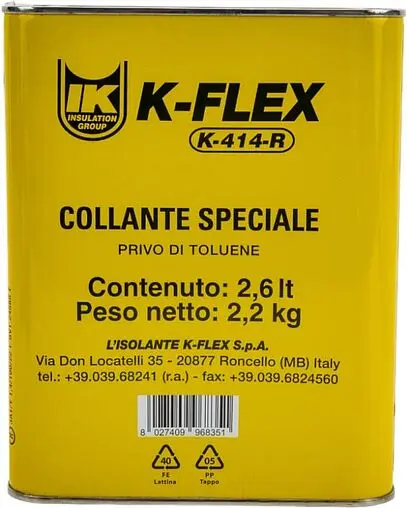 IK
INSULATION
GROUP
K-FLEX
K-414-R
COLLANTE SPECIALE
PRIVO DI TOLUENE
Contenuto: 2,6 lt
Peso netto: 2,2 kg
L'ISOLANTE K-FLEX S.p.A.
Via Don Locatelli 35 - 20877 Roncello (MB) Italy
tel.: +39.039.68241 (r.a.) - fax: +39.039.6824560
8 027409 968351
40 05
FE PP
Lattina Tappo